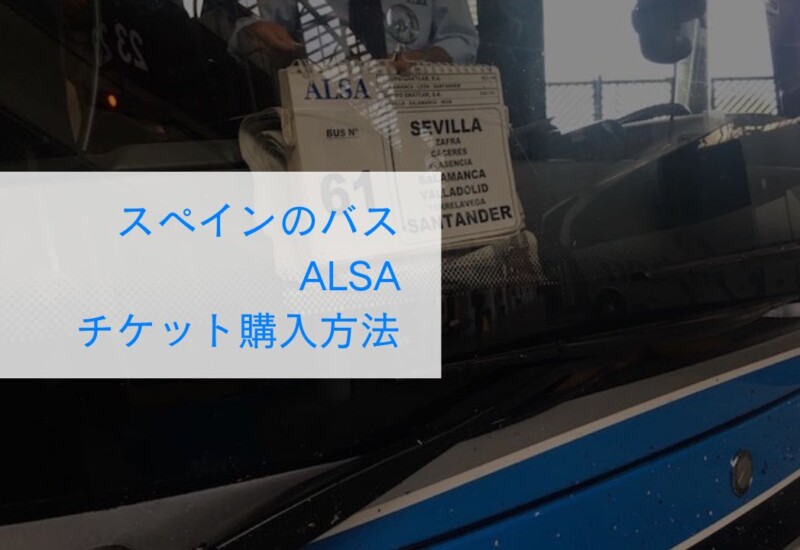 ALSA
BUS Nº
61
SEVILLA
ZAFRA
CACERES
PLASENCIA
SALAMANCA
VALLADOLID
TORRELAVEGA
SANTANDER
スペインのバス
ALSA
チケット購入方法